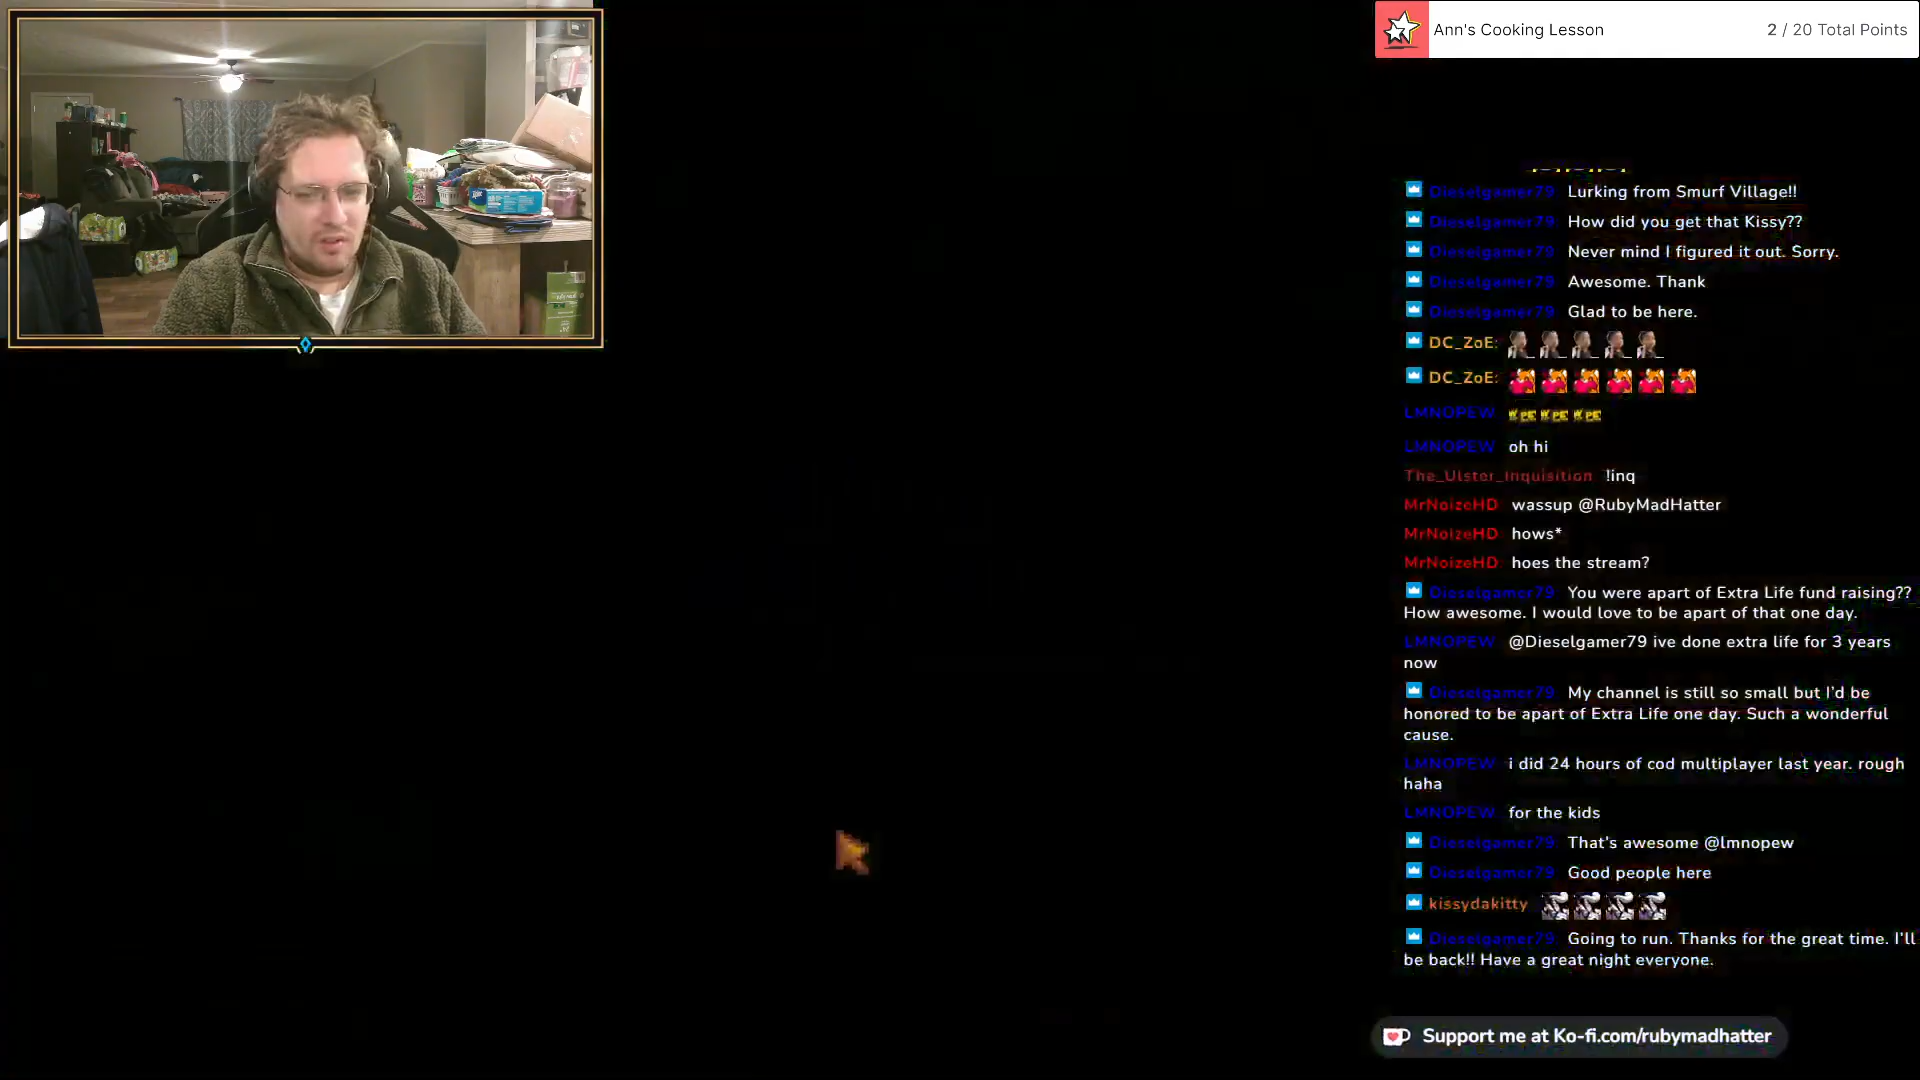 Ann's Cooking Lesson 2 / 20 Total Points
Dieselgamer79: Lurking from Smurf Village!!
Dieselgamer79: How did you get that Kissy??
Dieselgamer79: Never mind I figured it out. Sorry.
Dieselgamer79: Awesome. Thank
Dieselgamer79: Glad to be here.
DC_ZoE:
DC_ZoE:
LMNOPEW:
LMNOPEW: oh hi
The_Ulster_Inquisition: !inq
MrNoizeHD: wassup @RubyMadHatter
MrNoizeHD: hows*
MrNoizeHD: hoes the stream?
Dieselgamer79: You were apart of Extra Life fund raising??
How awesome. I would love to be apart of that one day.
LMNOPEW: @Dieselgamer79 ive done extra life for 3 years
now
Dieselgamer79: My channel is still so small but I'd be
honored to be apart of Extra Life one day. Such a wonderful
cause.
LMNOPEW: i did 24 hours of cod multiplayer last year. rough
haha
LMNOPEW: for the kids
Dieselgamer79: That's awesome @lmnopew
Dieselgamer79: Good people here
kissydakitty:
Dieselgamer79: Going to run. Thanks for the great time. I'll
be back!! Have a great night everyone.
Support me at Ko-fi.com/rubymadhatter